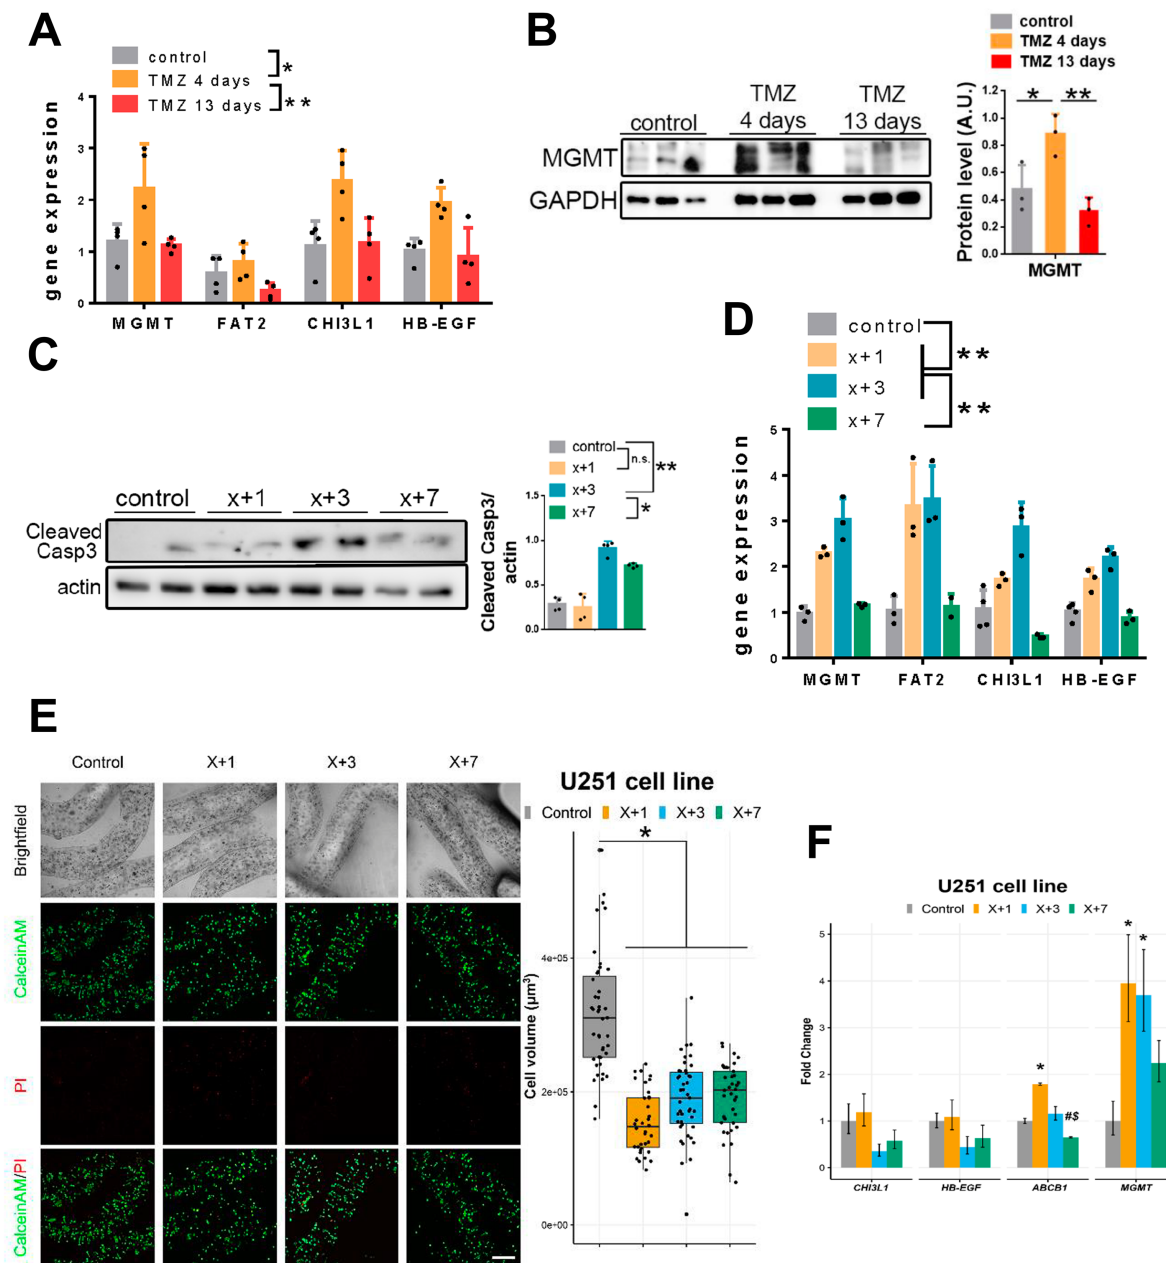 A
control
TMZ 4 days
TMZ 13 days
*
**
gene expression
4
3
2
1
0
MGMT FAT2 CHI3L1 HB-EGF
B
control
TMZ 4 days
TMZ 13 days
control
TMZ
4 days
TMZ
13 days
MGMT
GAPDH
* **
Protein level (A.U.)
1.2
1.0
0.8
0.6
0.4
0.2
0.0
MGMT
C
control x+1 x+3 x+7
Cleaved
Casp3
actin
control
x+1
x+3
x+7
n.s.
**
*
Cleaved Casp3/
actin
1.5
1.0
0.5
0.0
D
control
x+1
x+3
x+7
**
**
gene expression
5
4
3
2
1
0
MGMT FAT2 CHI3L1 HB-EGF
E
Control X+1 X+3 X+7
Brightfield
CalceinAM
PI
CalceinAM/PI
U251 cell line
Control X+1 X+3 X+7
*
Cell volume (µm³)
4e+05
2e+05
0e+00
F
U251 cell line
Control X+1 X+3 X+7
Fold Change
5
4
3
2
1
0
*
#$
* *
CHI3L1 HB-EGF ABCB1 MGMT